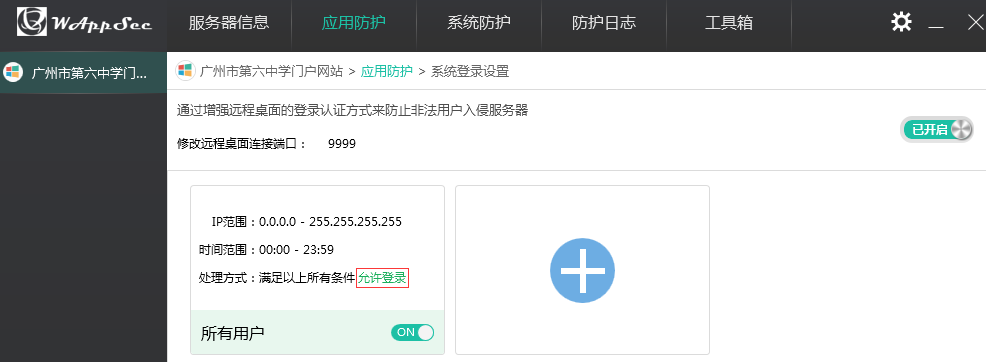 WAppSec 服务器信息 应用防护 系统防护 防护日志 工具箱
广州市第六中学门...
广州市第六中学门户网站 > 应用防护 > 系统登录设置
通过增强远程桌面的登录认证方式来防止非法用户入侵服务器
已开启
修改远程桌面连接端口： 9999
IP范围：0.0.0.0 - 255.255.255.255
时间范围：00:00 - 23:59
处理方式：满足以上所有条件 允许登录
所有用户 ON